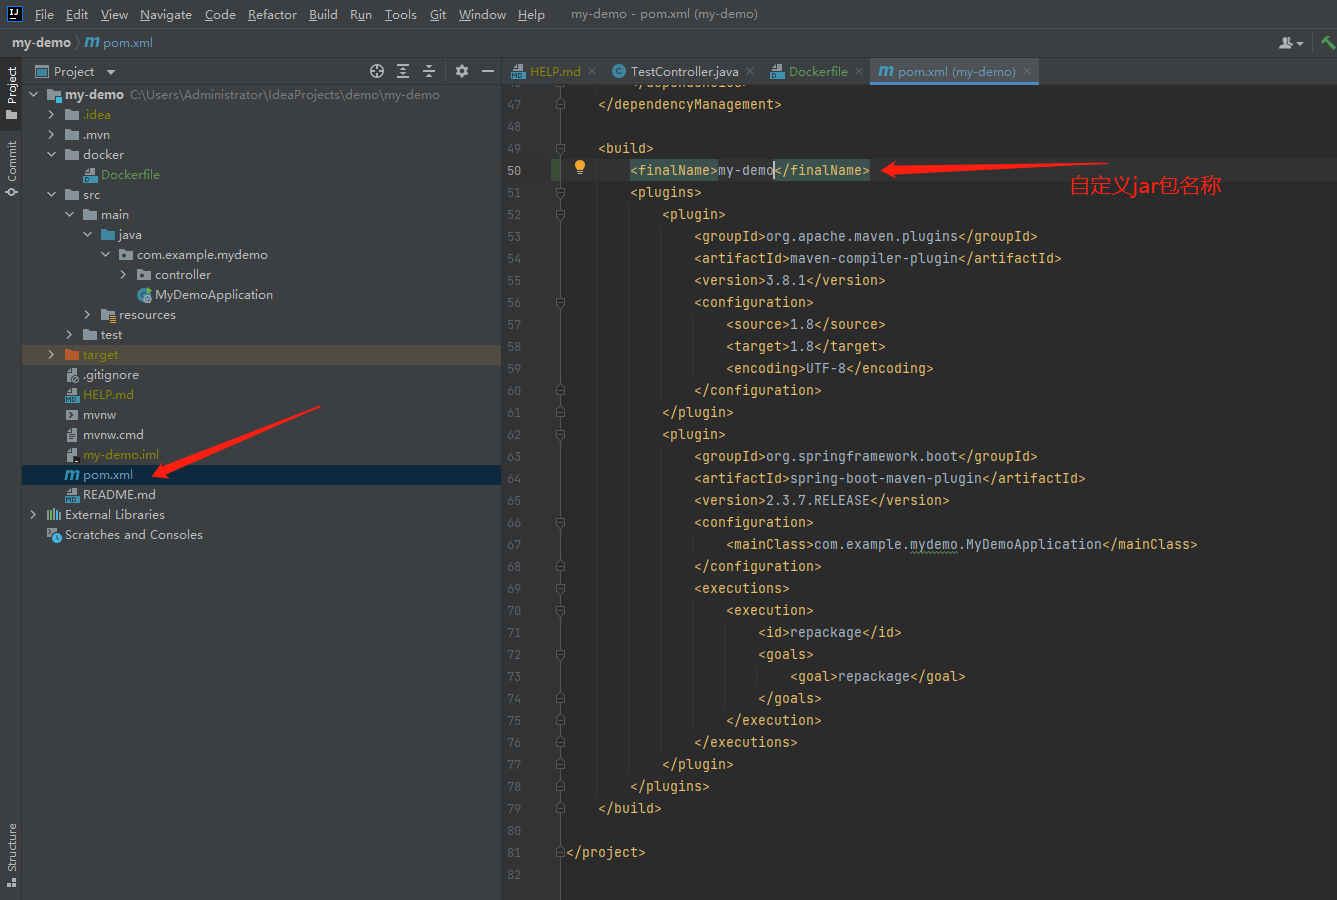 File Edit View Navigate Code Refactor Build Run Tools Git Window Help my-demo - pom.xml (my-demo)
my-demo pom.xml
Project
Commit
Structure
Project
my-demo C:\Users\Administrator\IdeaProjects\demo\my-demo
.idea
.mvn
docker
Dockerfile
src
main
java
com.example.mydemo
controller
MyDemoApplication
resources
test
target
.gitignore
HELP.md
mvnw
mvnw.cmd
my-demo.iml
pom.xml
README.md
External Libraries
Scratches and Consoles
HELP.md TestController.java Dockerfile pom.xml (my-demo)
47 </dependencyManagement>
48
49 <build>
50 <finalName>my-demo</finalName>
自定义jar包名称
51 <plugins>
52 <plugin>
53 <groupId>org.apache.maven.plugins</groupId>
54 <artifactId>maven-compiler-plugin</artifactId>
55 <version>3.8.1</version>
56 <configuration>
57 <source>1.8</source>
58 <target>1.8</target>
59 <encoding>UTF-8</encoding>
60 </configuration>
61 </plugin>
62 <plugin>
63 <groupId>org.springframework.boot</groupId>
64 <artifactId>spring-boot-maven-plugin</artifactId>
65 <version>2.3.7.RELEASE</version>
66 <configuration>
67 <mainClass>com.example.mydemo.MyDemoApplication</mainClass>
68 </configuration>
69 <executions>
70 <execution>
71 <id>repackage</id>
72 <goals>
73 <goal>repackage</goal>
74 </goals>
75 </execution>
76 </executions>
77 </plugin>
78 </plugins>
79 </build>
80
81 </project>
82